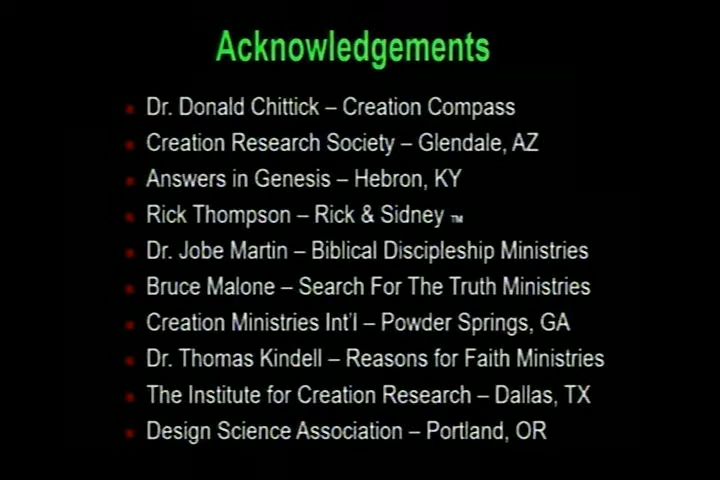 Acknowledgements
Dr. Donald Chittick – Creation Compass
Creation Research Society – Glendale, AZ
Answers in Genesis – Hebron, KY
Rick Thompson – Rick & Sidney ™
Dr. Jobe Martin – Biblical Discipleship Ministries
Bruce Malone – Search For The Truth Ministries
Creation Ministries Int'l – Powder Springs, GA
Dr. Thomas Kindell – Reasons for Faith Ministries
The Institute for Creation Research – Dallas, TX
Design Science Association – Portland, OR